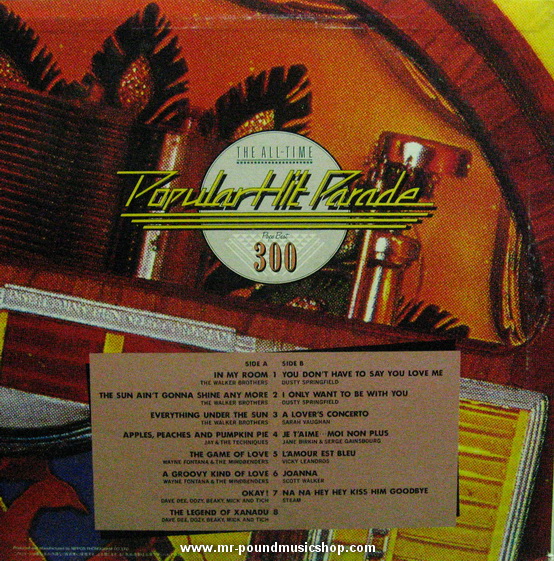 THE ALL-TIME
Popular Hit Parade
Pops Best
300
SIDE A
IN MY ROOM 1
THE WALKER BROTHERS
THE SUN AIN'T GONNA SHINE ANY MORE 2
THE WALKER BROTHERS
EVERYTHING UNDER THE SUN 3
THE WALKER BROTHERS
APPLES, PEACHES AND PUMPKIN PIE 4
JAY & THE TECHNIQUES
THE GAME OF LOVE 5
WAYNE FONTANA & THE MINDBENDERS
A GROOVY KIND OF LOVE 6
WAYNE FONTANA & THE MINDBENDERS
OKAY! 7
DAVE DEE, DOZY, BEAKY, MICK AND TICH
THE LEGEND OF XANADU 8
DAVE DEE, DOZY, BEAKY, MICK AND TICH
SIDE B
YOU DON'T HAVE TO SAY YOU LOVE ME
DUSTY SPRINGFIELD
I ONLY WANT TO BE WITH YOU
DUSTY SPRINGFIELD
A LOVER'S CONCERTO
SARAH VAUGHAN
JE T'AIME···MOI NON PLUS
JANE BIRKIN & SERGE GAINSBOURG
L'AMOUR EST BLEU
VICKY LEANDROS
JOANNA
SCOTT WALKER
NA NA HEY HEY KISS HIM GOODBYE
STEAM
www.mr-poundmusicshop.com